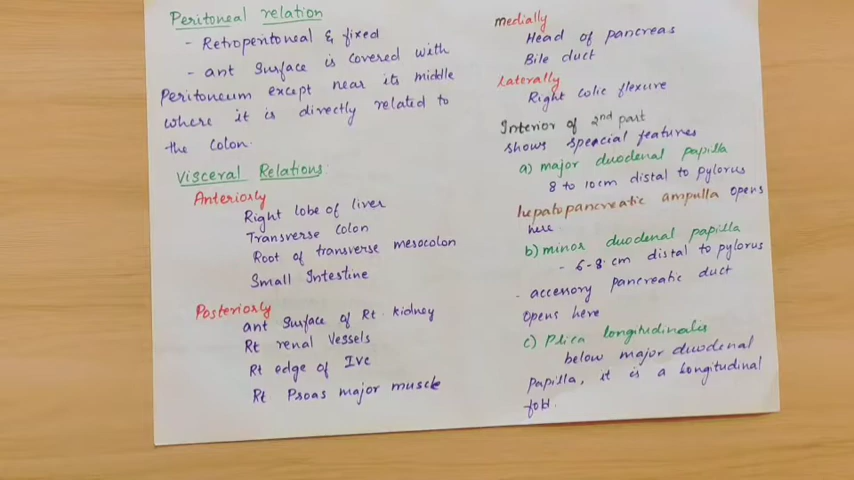 Peritoneal relation
- Retroperitoneal & fixed
- ant surface is covered with
Peritoneum except near its middle
where it is directly related to
the colon.
Visceral Relations
Anteriorly
Right lobe of liver
Transverse colon
Root of transverse mesocolon
Small Intestine
Posteriorly
ant surface of Rt. kidney
Rt renal vessels
Rt edge of IVC
Rt Psoas major muscle
medially
Head of pancreas
Bile duct
laterally
Right colic flexure
Interior of 2nd part
shows speacial features
a) major duodenal papilla
8 to 10cm distal to pylorus
hepatopancreatic ampulla opens
here
b) minor duodenal papilla
- 6-8 cm distal to pylorus
- accessory pancreatic duct
opens here
c) Plica longitudinalis
below major duodenal
Papilla, it is a longitudinal
fold.